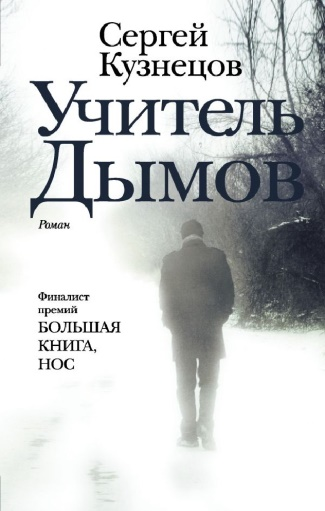 Сергей
Кузнецов
Учитель
Дымов
Роман
Финалист
премий
БОЛЬШАЯ
КНИГА,
НОС